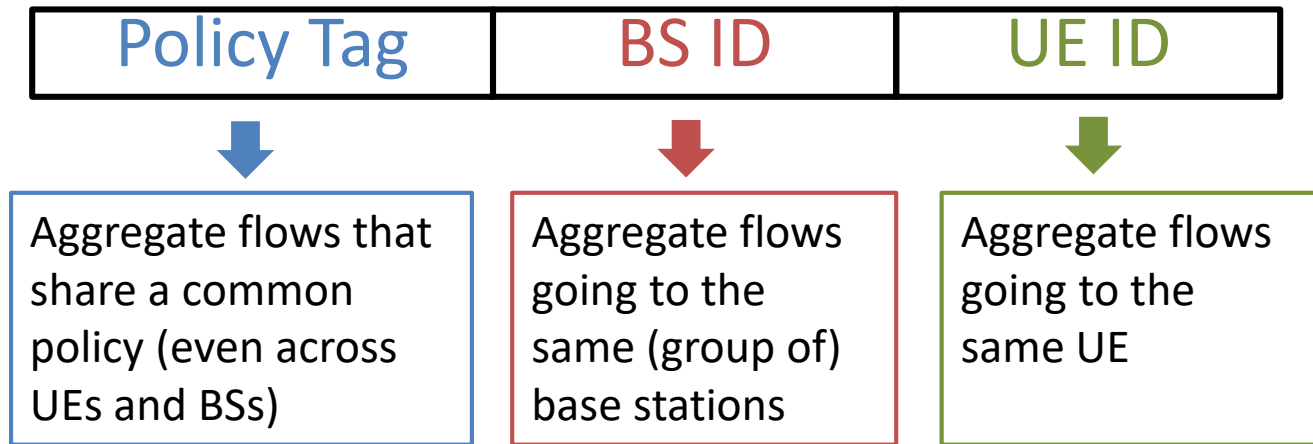 Policy Tag
BS ID
UE ID
Aggregate flows that
share a common
policy (even across
UEs and BSs)
Aggregate flows
going to the
same (group of)
base stations
Aggregate flows
going to the
same UE